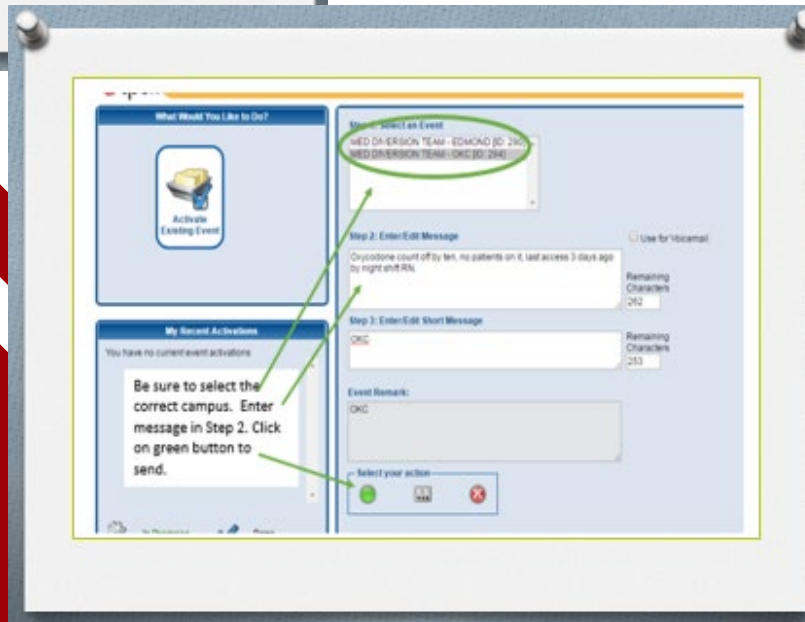 What Would You Like to Do?
Activate
Existing Event
My Recent Activations
You have no current event activations
Be sure to select the
correct campus. Enter
message in Step 2. Click
on green button to
send.
Select an Event
MED DIVERSION TEAM - EDMOND [ID:
MED DIVERSION TEAM - OKC [ID: 294]
Step 2: Enter/Edit Message
Use for Voicemail
Oxycodone count off by ten, no patients on it, last access 3 days ago
by night shift RN.
Remaining
Characters
262
Step 3: Enter/Edit Short Message
OKC
Remaining
Characters
253
Event Remark:
OKC
Select your action